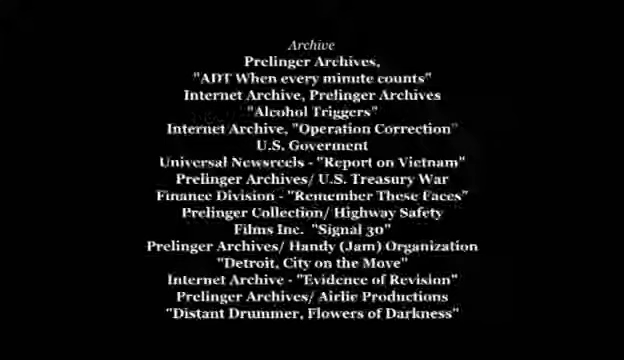 Archive
Prelinger Archives,
"ADT When every minute counts"
Internet Archive, Prelinger Archives
"Alcohol Triggers"
Internet Archive, "Operation Correction"
U.S. Goverment
Universal Newsreels - "Report on Vietnam"
Prelinger Archives/ U.S. Treasury War
Finance Division - "Remember These Faces"
Prelinger Collection/ Highway Safety
Films Inc.  "Signal 30"
Prelinger Archives/ Handy (Jam) Organization
"Detroit, City on the Move"
Internet Archive - "Evidence of Revision"
Prelinger Archives/ Airlie Productions
"Distant Drummer, Flowers of Darkness"